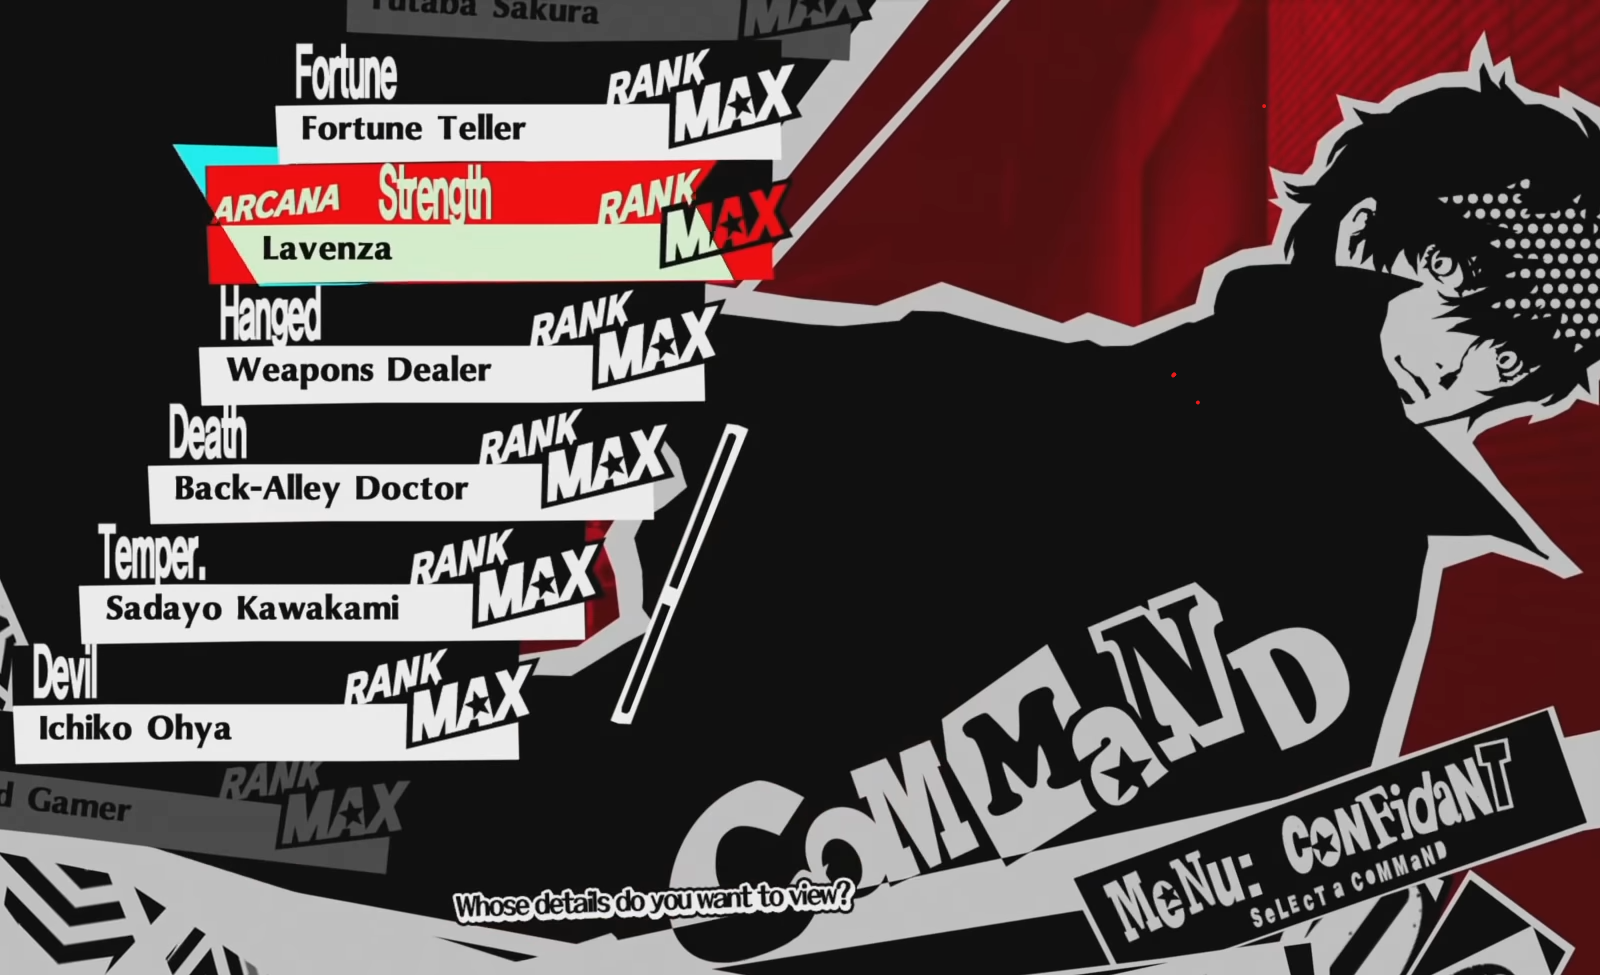 Futaba Sakura
MAX
Fortune
RANK
MAX
Fortune Teller
ARCANA Strength
RANK
MAX
Lavenza
Hanged
RANK
MAX
Weapons Dealer
Death
RANK
MAX
Back-Alley Doctor
Temper.
RANK
MAX
Sadayo Kawakami
Devil
RANK
MAX
Ichiko Ohya
RANK
MAX
d Gamer
COMMaND
Whose details do you want to view?
MeNu: CONFidaNT
SeLEcT a CoMMaND